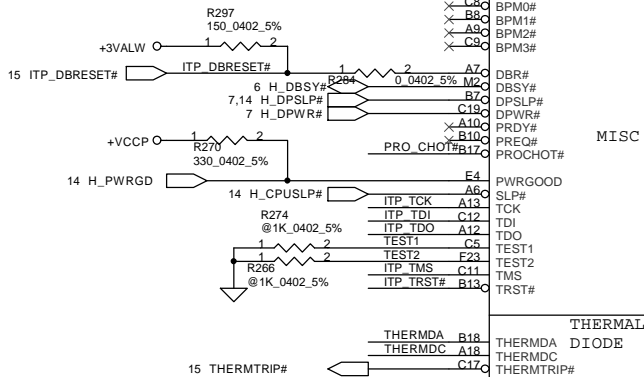 C8 BPM0#
R297 B8 BPM1#
150_0402_5% A9 BPM2#
+3VALW 1 2 C9 BPM3#
15 ITP_DBRESET# ITP_DBRESET# 1 2 A7 DBR#
6 H_DBSY# R284 0_0402_5% M2 DBSY#
7,14 H_DPSLP# B7 DPSLP#
7 H_DPWR# C19 DPWR#
A10 PRDY# MISC
+VCCP 1 2 B10 PREQ#
R270 PRO_CHOT# B17 PROCHOT#
330_0402_5%
14 H_PWRGD E4 PWRGOOD
14 H_CPUSLP# A6 SLP#
ITP_TCK A13 TCK
R274 ITP_TDI C12 TDI
@1K_0402_5% ITP_TDO A12 TDO
1 2 TEST1 C5 TEST1
1 2 TEST2 F23 TEST2
R266 ITP_TMS C11 TMS
@1K_0402_5% ITP_TRST# B13 TRST#
THERMAL
THERMDA B18 THERMDA DIODE
THERMDC A18 THERMDC
15 THERMTRIP# C17 THERMTRIP#